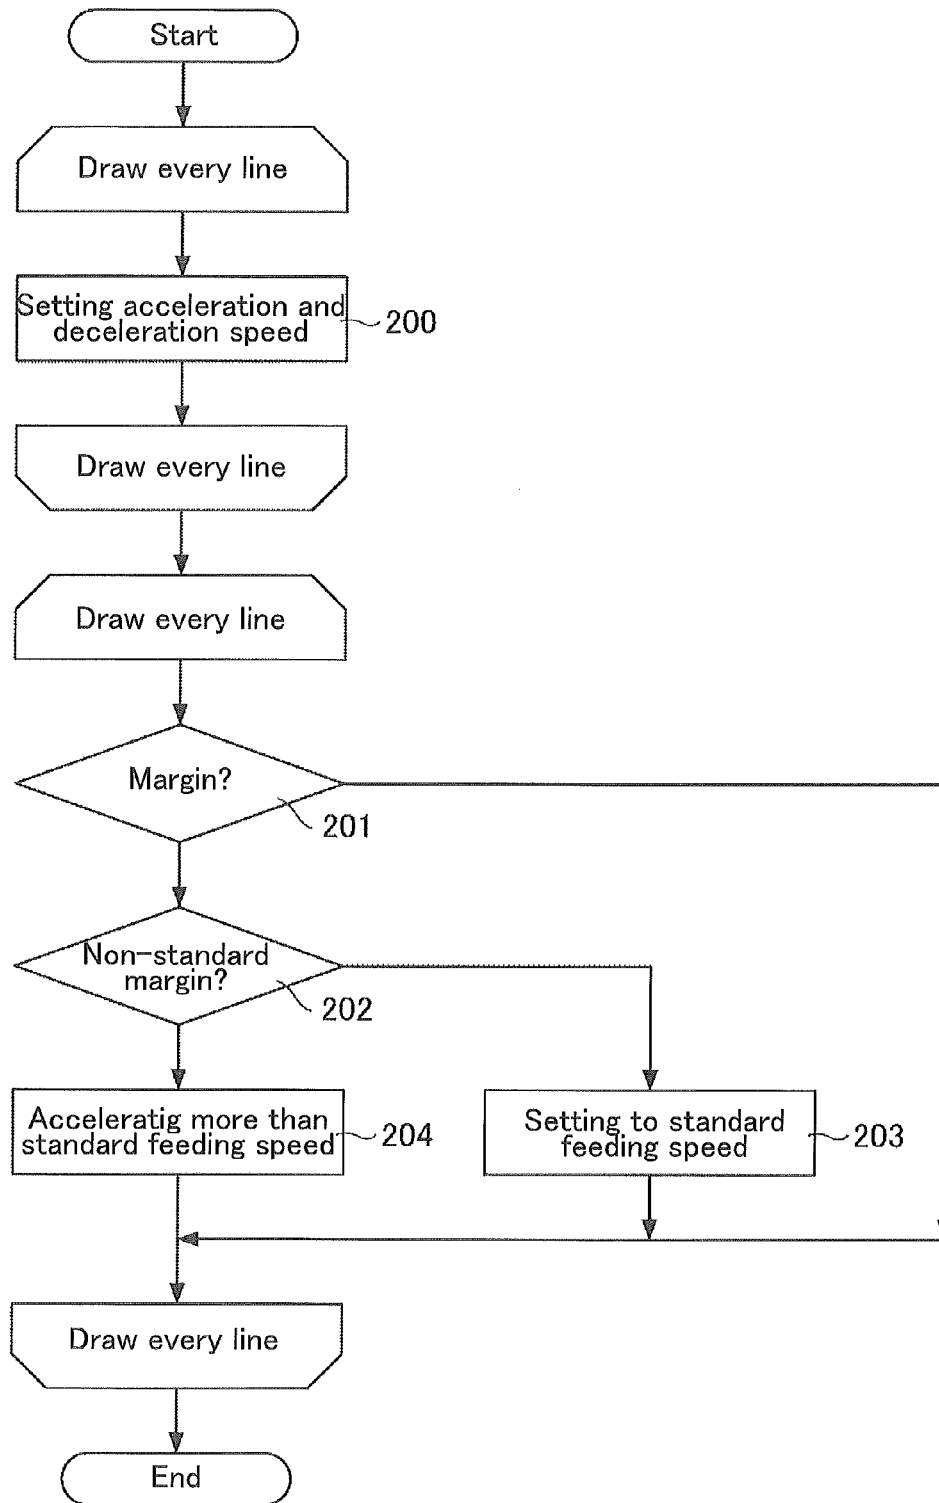 Start
Draw every line
Setting acceleration and
deceleration speed
200
Draw every line
Draw every line
Margin?
201
Non-standard
margin?
202
Acceleratig more than
standard feeding speed
204
Setting to standard
feeding speed
203
Draw every line
End